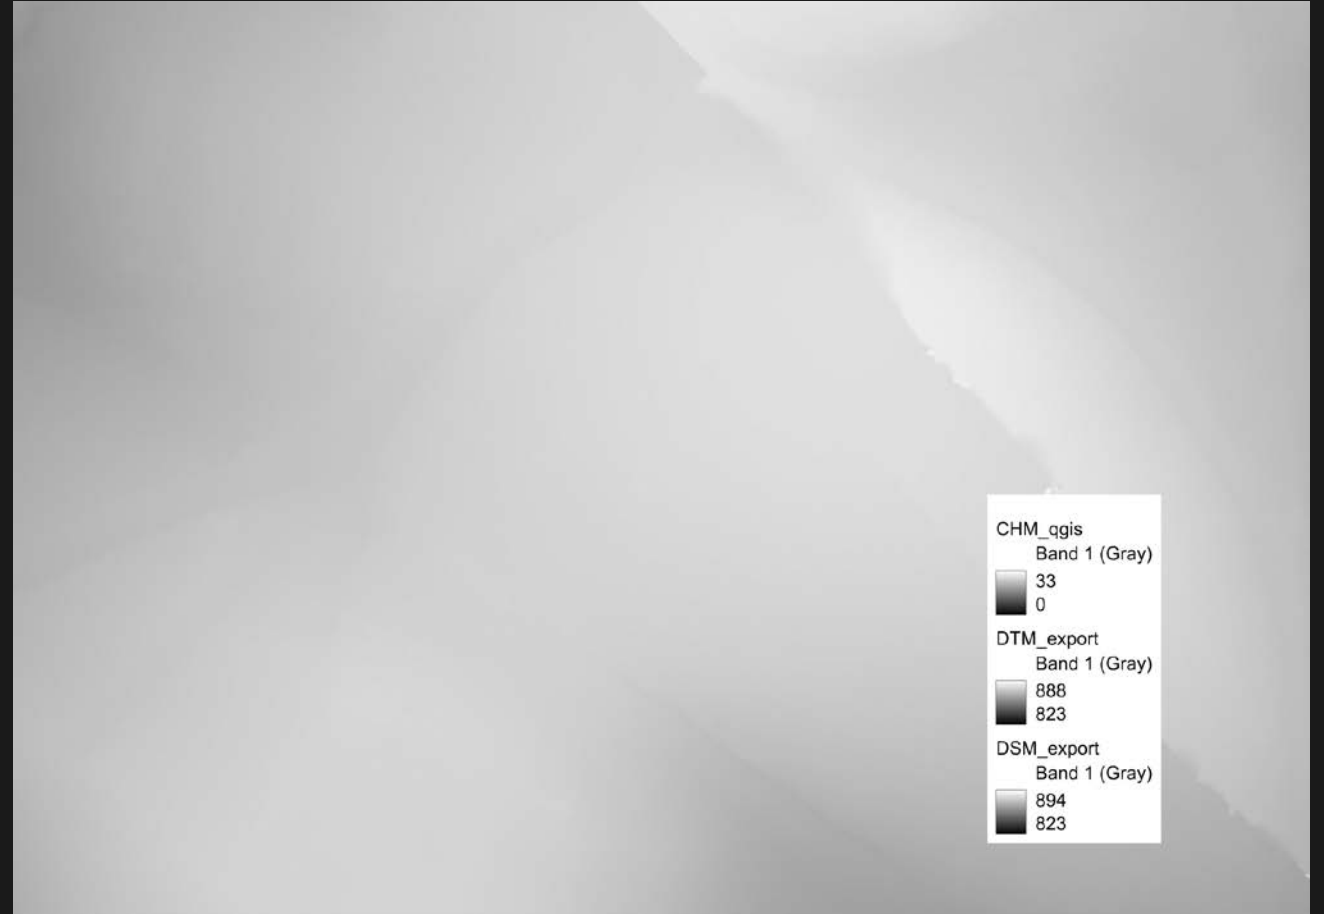 CHM_qgis
Band 1 (Gray)
33
0
DTM_export
Band 1 (Gray)
888
823
DSM_export
Band 1 (Gray)
894
823